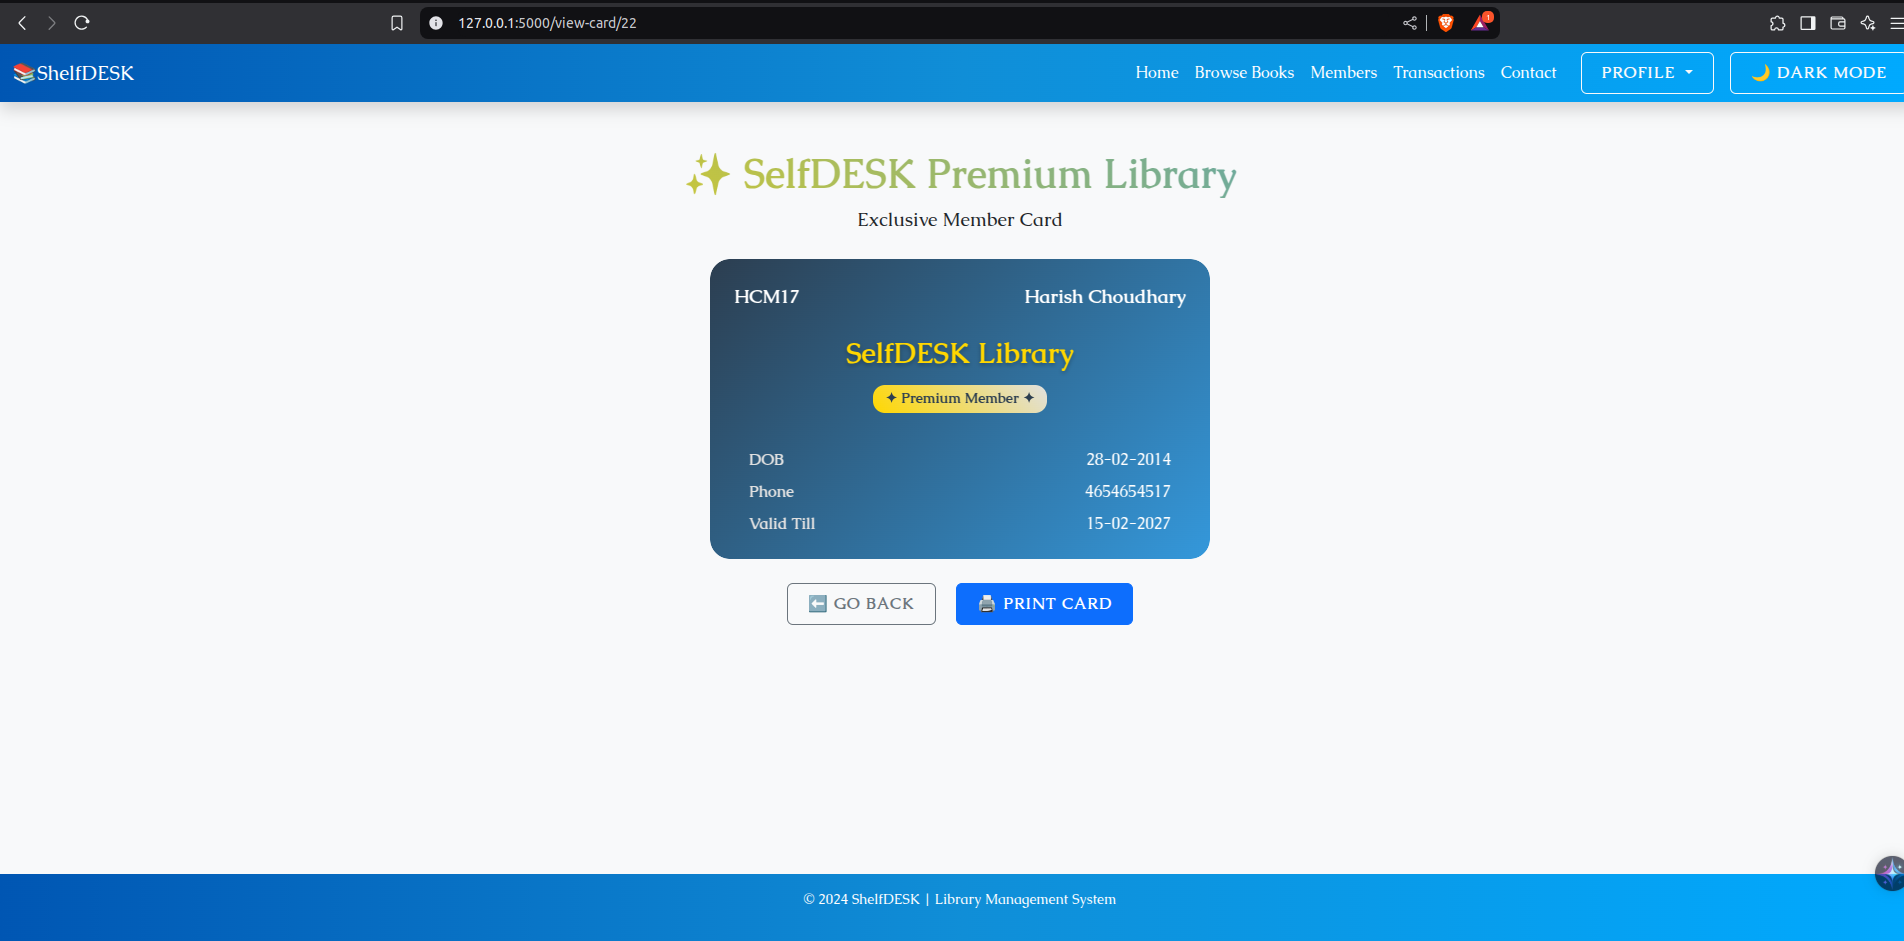 127.0.0.1:5000/view-card/22
1
📚ShelfDESK
Home Browse Books Members Transactions Contact PROFILE 🌙 DARK MODE
✨ SelfDESK Premium Library
Exclusive Member Card
HCM17 Harish Choudhary
SelfDESK Library
✦ Premium Member ✦
DOB 28-02-2014
Phone 4654654517
Valid Till 15-02-2027
⬅️ GO BACK 🖨️ PRINT CARD
© 2024 ShelfDESK | Library Management System